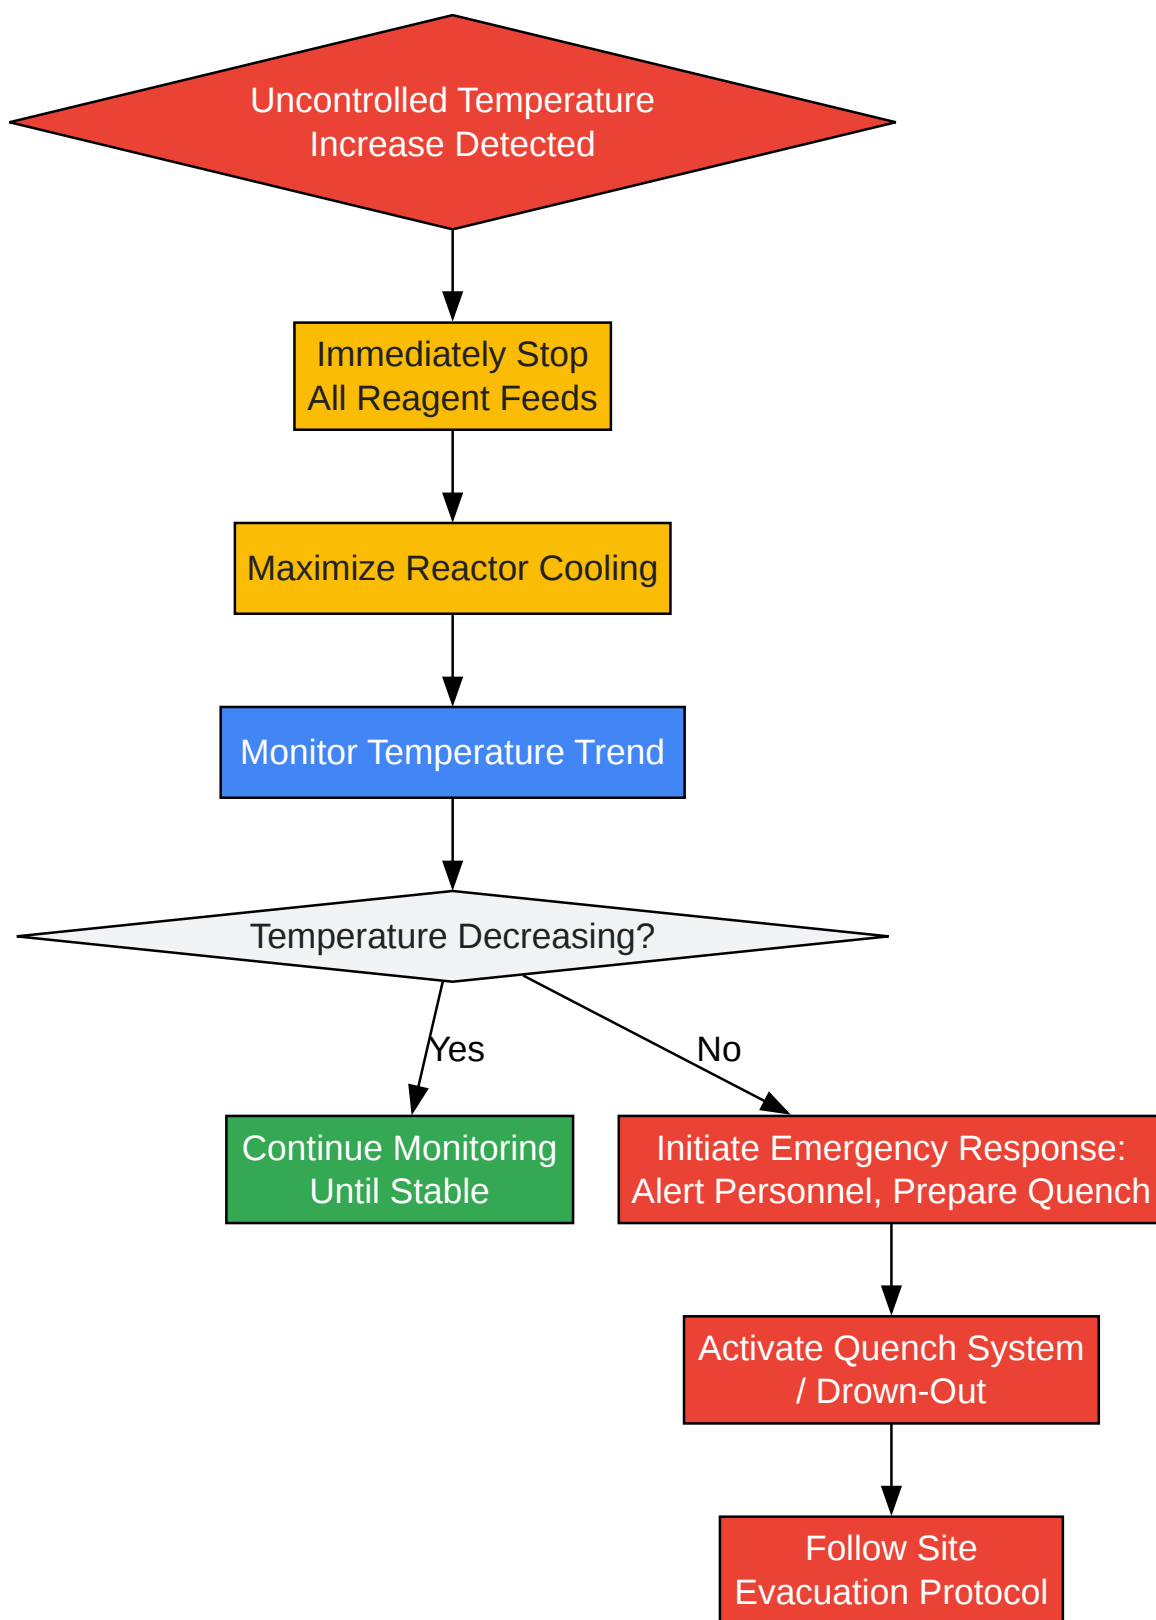 Uncontrolled Temperature
Increase Detected
Immediately Stop
All Reagent Feeds
Maximize Reactor Cooling
Monitor Temperature Trend
Temperature Decreasing?
Yes
No
Continue Monitoring
Until Stable
Initiate Emergency Response:
Alert Personnel, Prepare Quench
Activate Quench System
/ Drown-Out
Follow Site
Evacuation Protocol